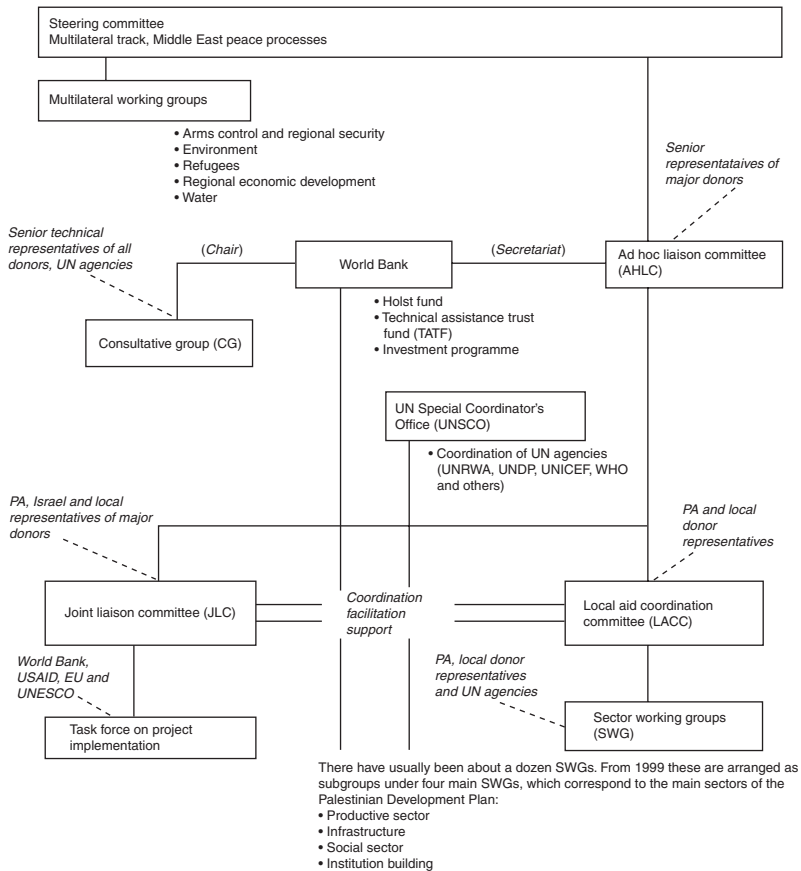 Steering committee
Multilateral track, Middle East peace processes
Multilateral working groups
• Arms control and regional security
• Environment
• Refugees
• Regional economic development
• Water
Senior
representataives of
major donors
Senior technical
representatives of all
donors, UN agencies
(Chair)
World Bank
(Secretariat)
Ad hoc liaison committee
(AHLC)
• Holst fund
• Technical assistance trust
fund (TATF)
• Investment programme
Consultative group (CG)
UN Special Coordinator's
Office (UNSCO)
• Coordination of UN agencies
(UNRWA, UNDP, UNICEF, WHO
and others)
PA, Israel and local
representatives of major
donors
PA and local
donor
representatives
Joint liaison committee (JLC)
Coordination
facilitation
support
Local aid coordination
committee (LACC)
World Bank,
USAID, EU and
UNESCO
PA, local donor
representatives
and UN agencies
Task force on project
implementation
Sector working groups
(SWG)
There have usually been about a dozen SWGs. From 1999 these are arranged as
subgroups under four main SWGs, which correspond to the main sectors of the
Palestinian Development Plan:
• Productive sector
• Infrastructure
• Social sector
• Institution building